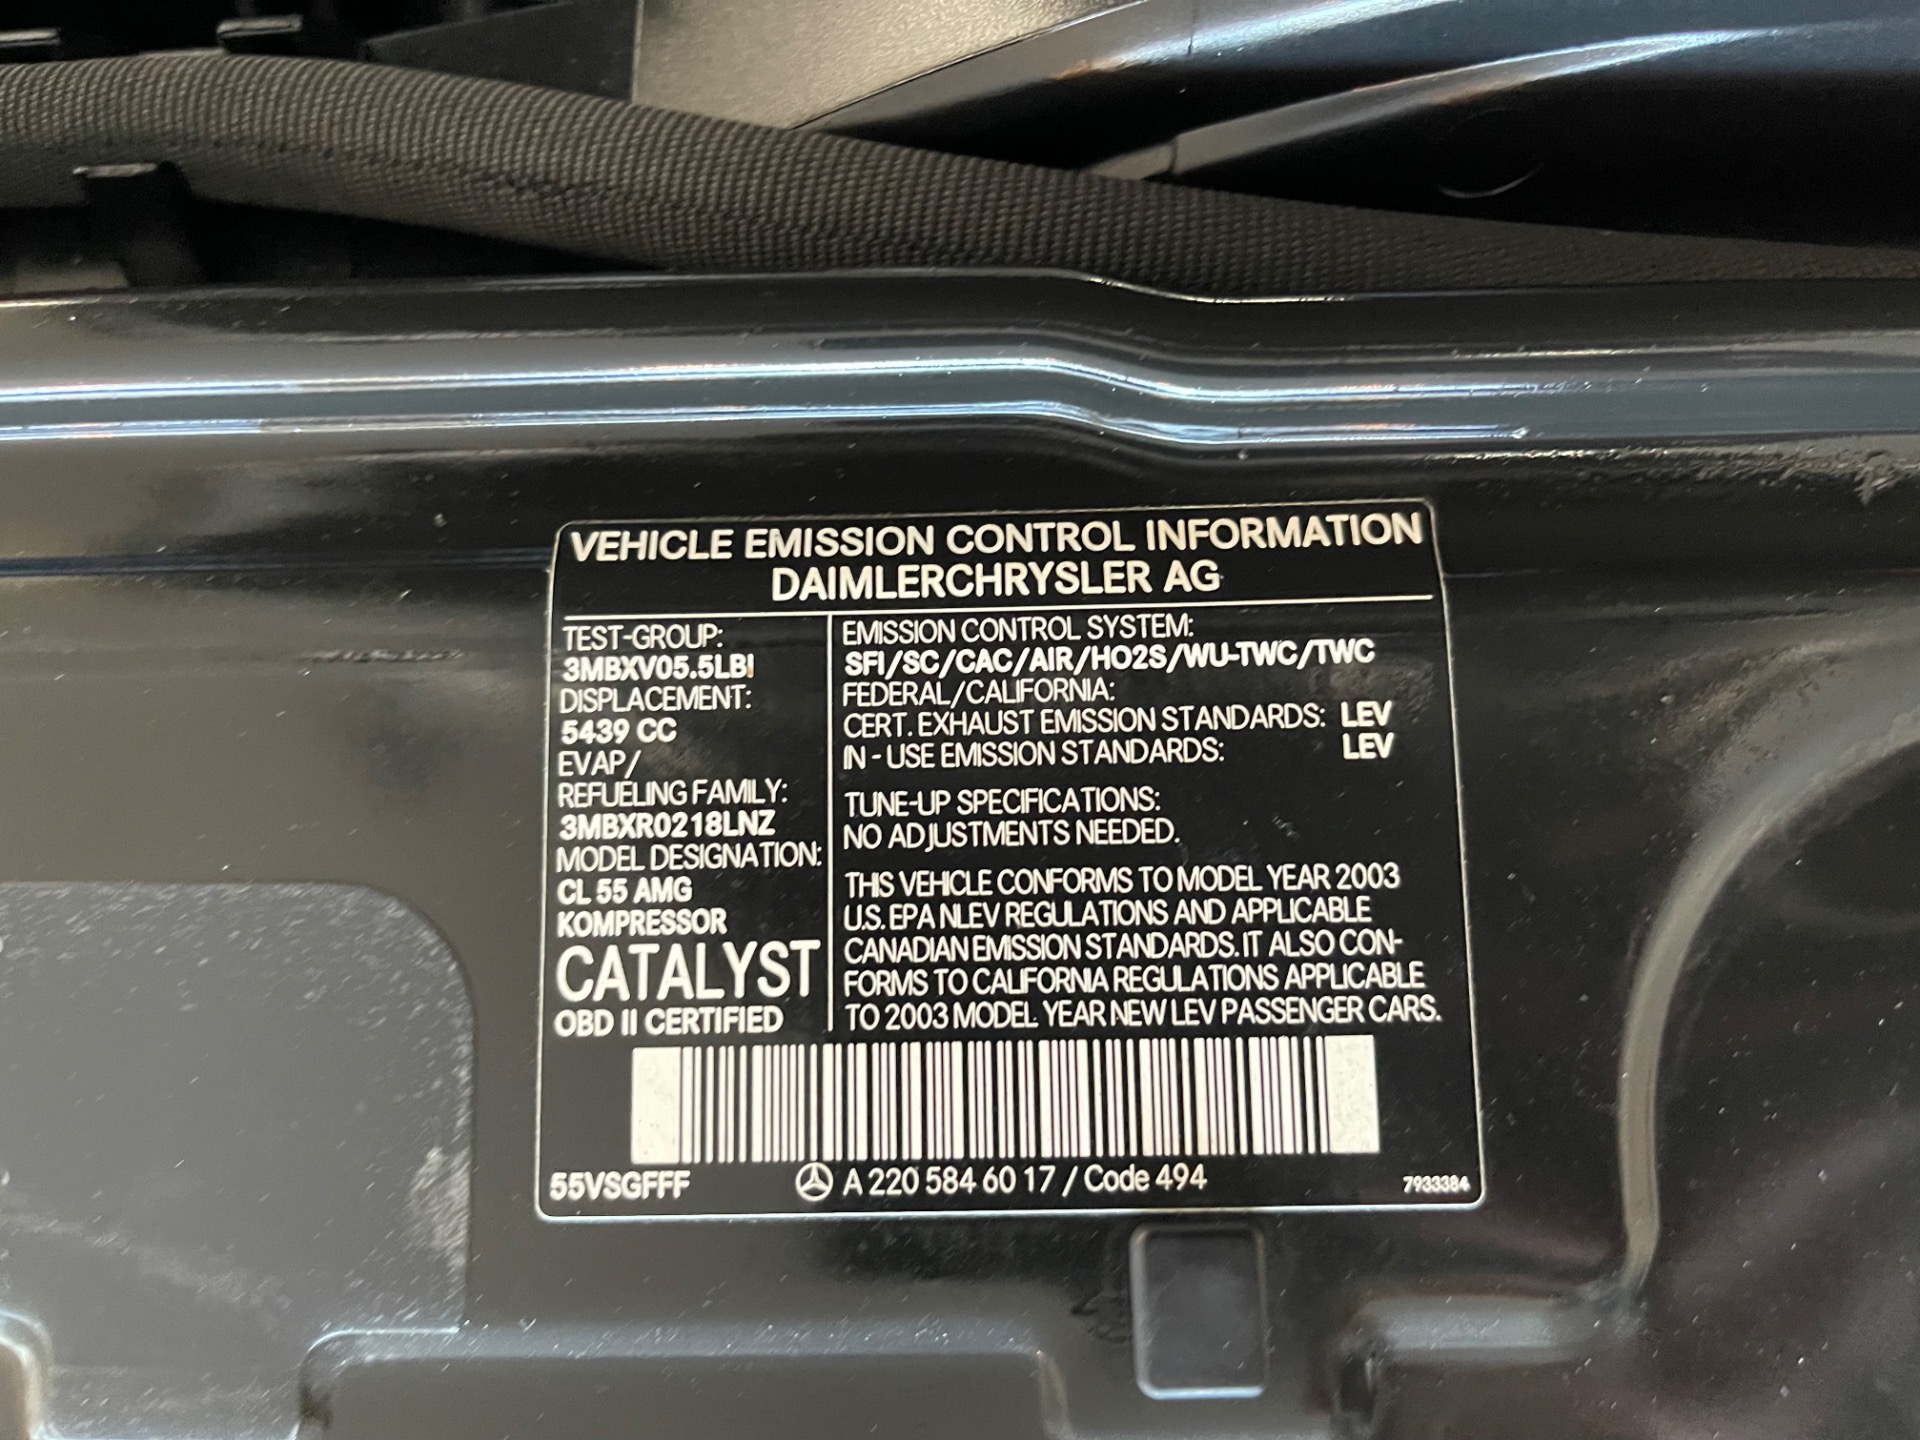 VEHICLE EMISSION CONTROL INFORMATION
DAIMLERCHRYSLER AG
TEST-GROUP:
3MBXV05.5LBI
DISPLACEMENT:
5439 CC
EVAP/
REFUELING FAMILY:
3MBXR0218LNZ
MODEL DESIGNATION:
CL 55 AMG
KOMPRESSOR
CATALYST
OBD II CERTIFIED
EMISSION CONTROL SYSTEM:
SFI/SC/CAC/AIR/HO2S/WU-TWC/TWC
FEDERAL/CALIFORNIA:
CERT. EXHAUST EMISSION STANDARDS: LEV
IN - USE EMISSION STANDARDS: LEV
TUNE-UP SPECIFICATIONS:
NO ADJUSTMENTS NEEDED.
THIS VEHICLE CONFORMS TO MODEL YEAR 2003
U.S. EPA NLEV REGULATIONS AND APPLICABLE
CANADIAN EMISSION STANDARDS. IT ALSO CON-
FORMS TO CALIFORNIA REGULATIONS APPLICABLE
TO 2003 MODEL YEAR NEW LEV PASSENGER CARS.
55VSGFFF A 220 584 60 17 / Code 494 7933384